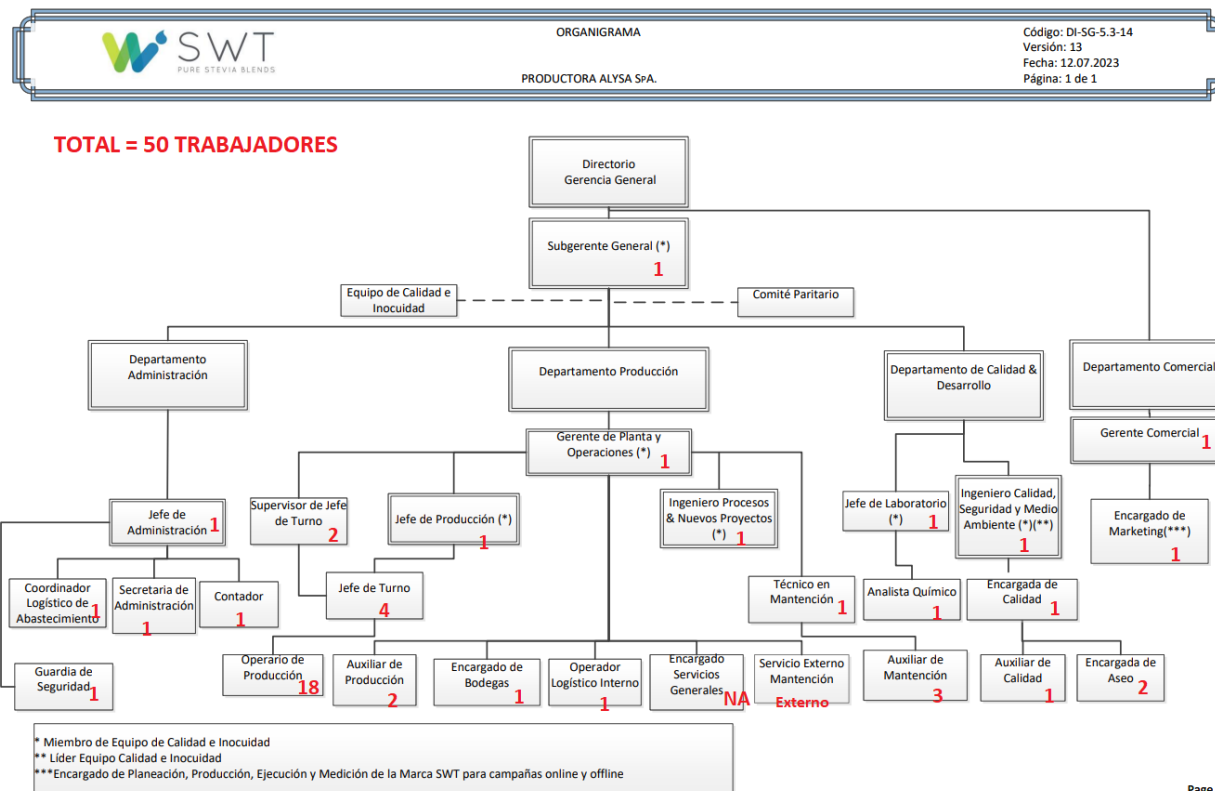 SWT
PURE STEVIA BLENDS
ORGANIGRAMA
PRODUCTORA ALYSA SPA.
Código: DI-SG-5.3-14
Versión: 13
Fecha: 12.07.2023
Página: 1 de 1
TOTAL = 50 TRABAJADORES
Directorio
Gerencia General
Subgerente General (*)
1
Equipo de Calidad e
Inocuidad
Comité Paritario
Departamento
Administración
Departamento Producción
Departamento de Calidad &
Desarrollo
Departamento Comercial
Gerente de Planta y
Operaciones (*)
1
Gerente Comercial
1
Jefe de
Administración
1
Supervisor de Jefe
de Turno
2
Jefe de Producción (*)
1
Ingeniero Procesos
& Nuevos Proyectos
(*)
1
Jefe de Laboratorio
(*)
1
Ingeniero Calidad,
Seguridad y Medio
Ambiente (*)(**)
1
Encargado de
Marketing(***)
1
Coordinador
Logístico de
Abastecimiento
1
Secretaria de
Administración
1
Contador
1
Jefe de Turno
4
Técnico en
Mantención
1
Analista Químico
1
Encargada de
Calidad
1
Guardia de
Seguridad
1
Operario de
Producción
18
Auxiliar de
Producción
2
Encargado de
Bodegas
1
Operador
Logístico Interno
1
Encargado
Servicios
Generales
NA
Servicio Externo
Mantención
Externo
Auxiliar de
Mantención
3
Auxiliar de
Calidad
1
Encargada de
Aseo
2
* Miembro de Equipo de Calidad e Inocuidad
** Líder Equipo Calidad e Inocuidad
***Encargado de Planeación, Producción, Ejecución y Medición de la Marca SWT para campañas online y offline
Page